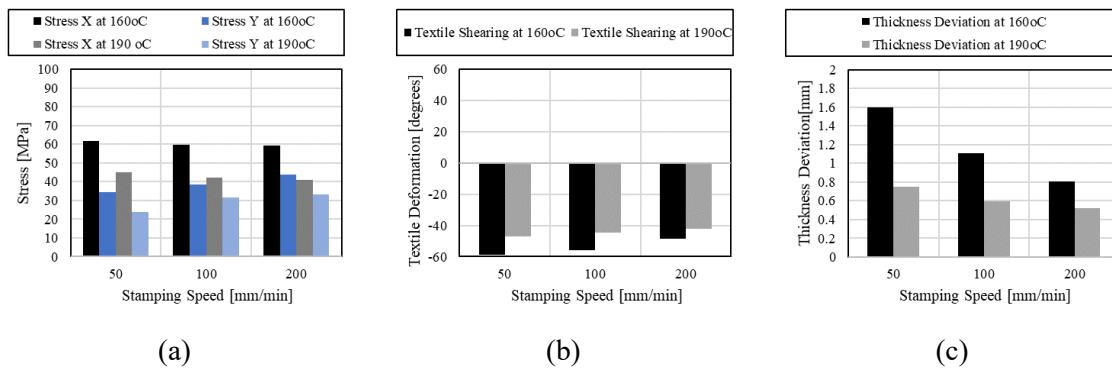 Stress X at 160oC Stress Y at 160oC
Stress X at 190 oC Stress Y at 190oC
100
90
80
70
60
50
40
30
20
10
0
Stress [MPa]
50 100 200
Stamping Speed [mm/min]
(a)
Textile Shearing at 160oC Textile Shearing at 190oC
60
40
20
0
-20
-40
-60
Textile Deformation [degrees]
50 100 200
Stamping Speed [mm/min]
(b)
Thickness Deviation at 160oC
Thickness Deviation at 190oC
2
1.8
1.6
1.4
1.2
1
0.8
0.6
0.4
0.2
0
Thickness Deviation[mm]
50 100 200
Stamping Speed [mm/min]
(c)